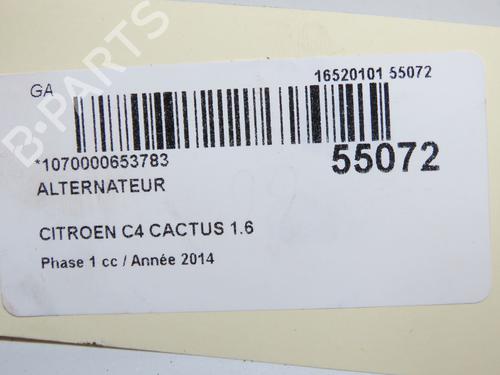 GA
16520101 55072
*1070000653783
55072
ALTERNATEUR
CITROEN C4 CACTUS 1.6
Phase 1 cc / Année 2014
B-PARTS